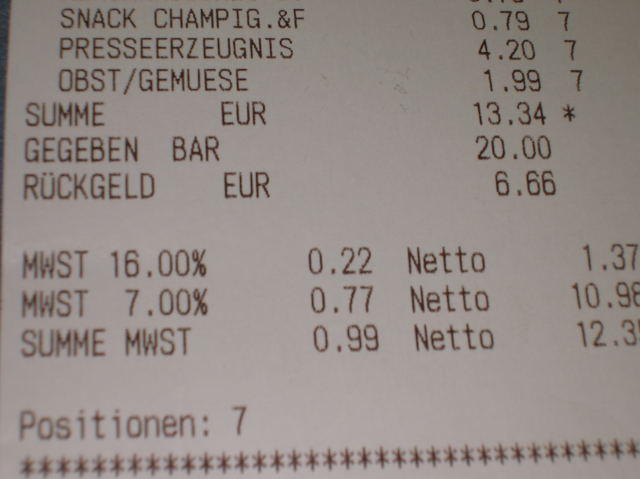 SNACK CHAMPIG.&F 0.79 7
PRESSEERZEUGNIS 4.20 7
OBST/GEMUESE 1.99 7
SUMME EUR 13.34 *
GEGEBEN BAR 20.00
RÜCKGELD EUR 6.66
MWST 16.00% 0.22 Netto 1.37
MWST 7.00% 0.77 Netto 10.98
SUMME MWST 0.99 Netto 12.35
Positionen: 7
****************************************